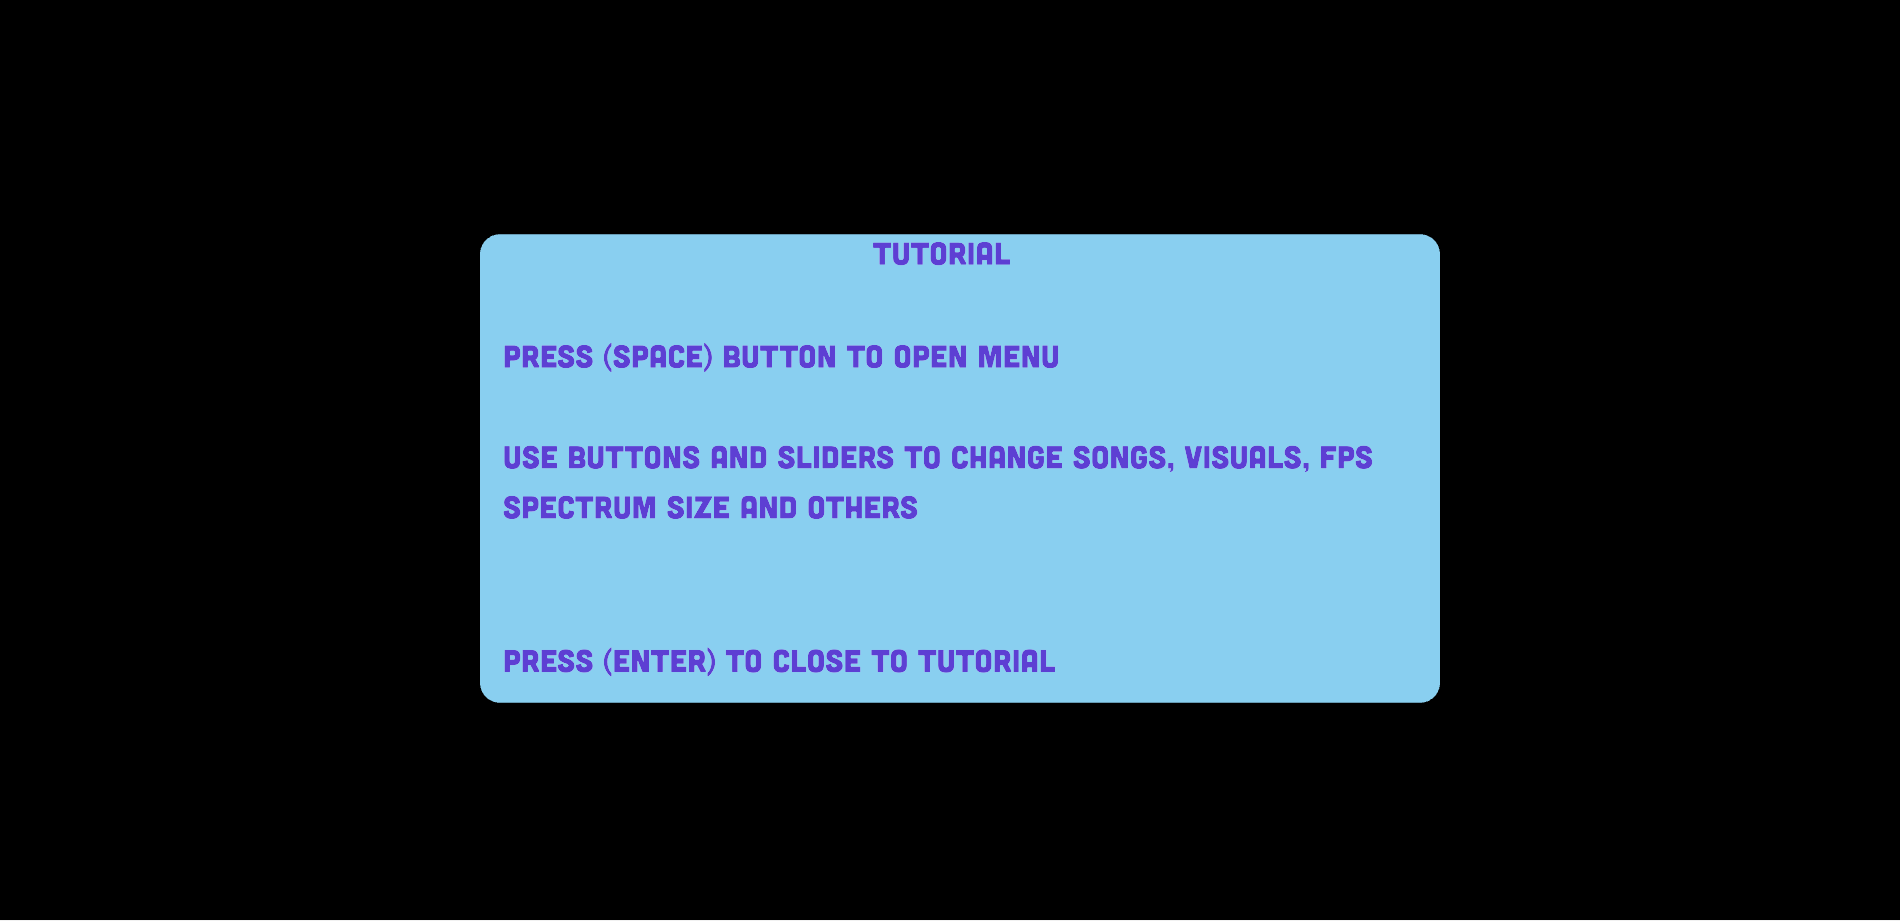 TUTORIAL
PRESS (SPACE) BUTTON TO OPEN MENU
USE BUTTONS AND SLIDERS TO CHANGE SONGS, VISUALS, FPS
SPECTRUM SIZE AND OTHERS
PRESS (ENTER) TO CLOSE TO TUTORIAL